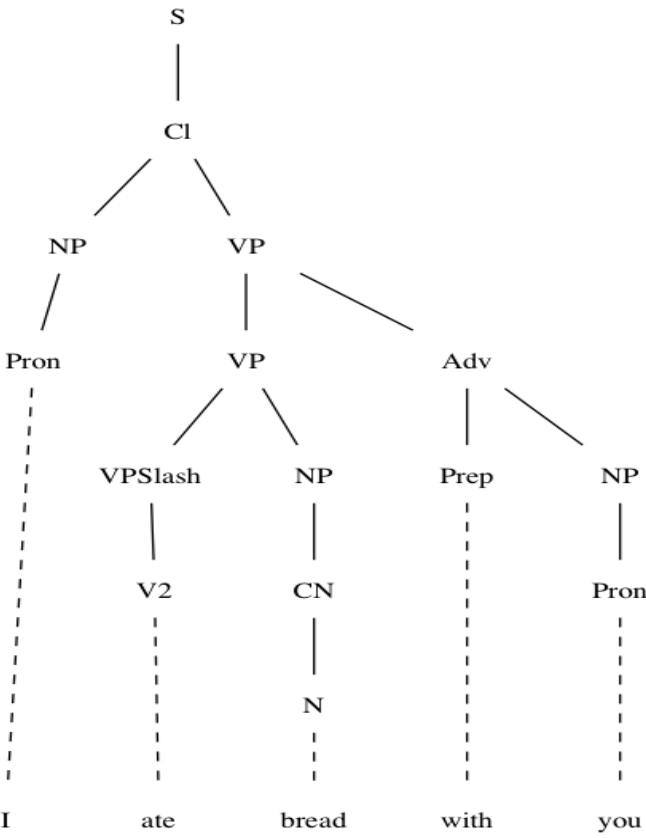 S
Cl
NP VP
Pron VP Adv
VPSlash NP Prep NP
V2 CN Pron
N
I ate bread with you